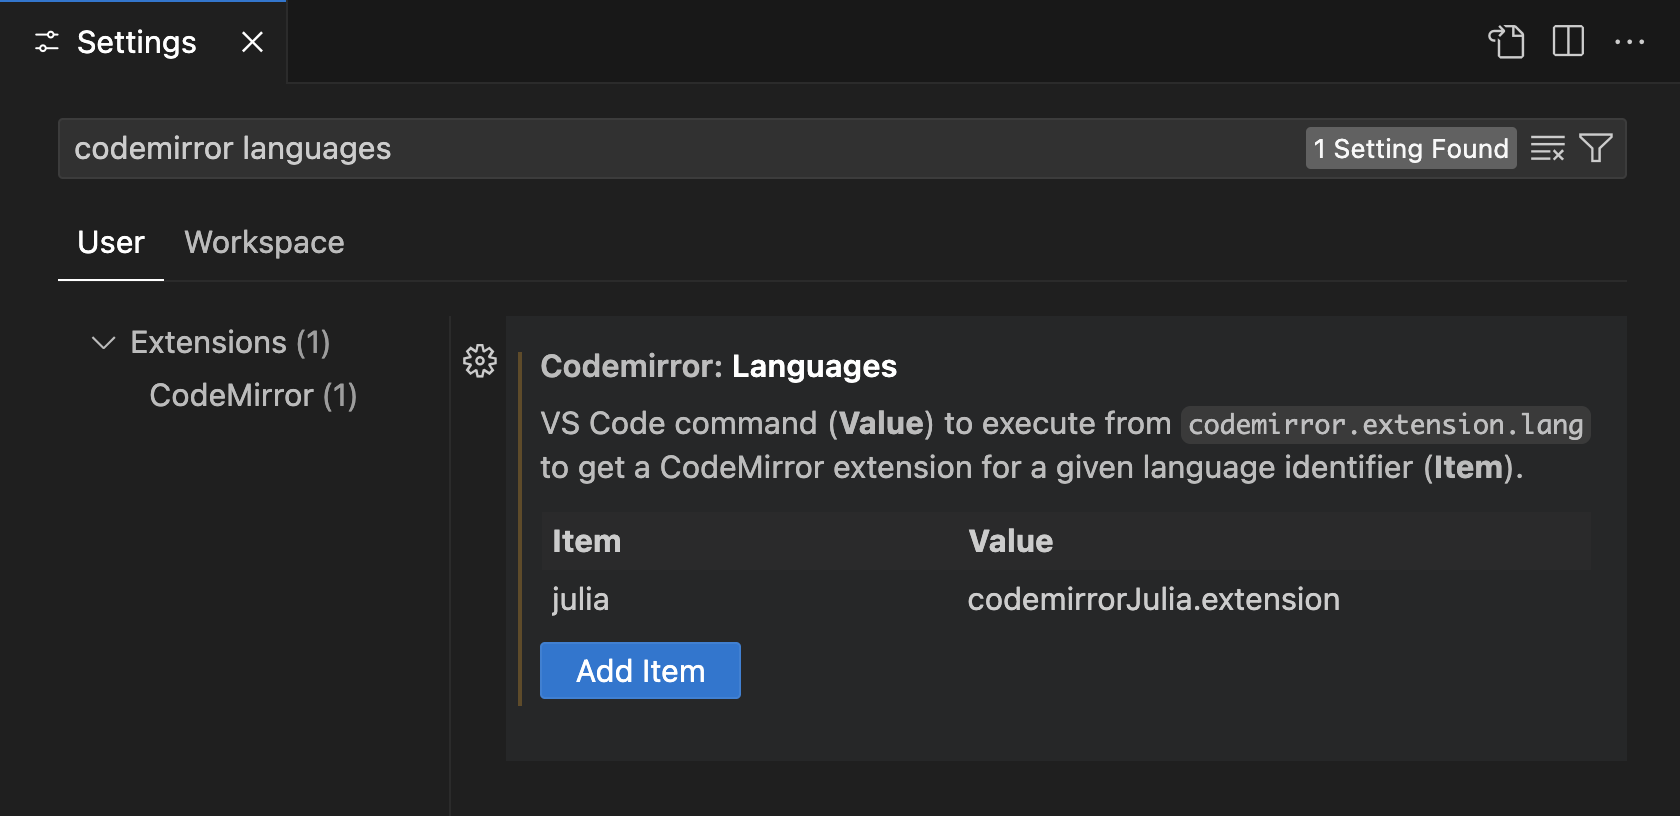 Settings
codemirror languages
1 Setting Found
User Workspace
Extensions (1)
CodeMirror (1)
Codemirror: Languages
VS Code command (Value) to execute from codemirror.extension.lang
to get a CodeMirror extension for a given language identifier (Item).
Item Value
julia codemirrorJulia.extension
Add Item